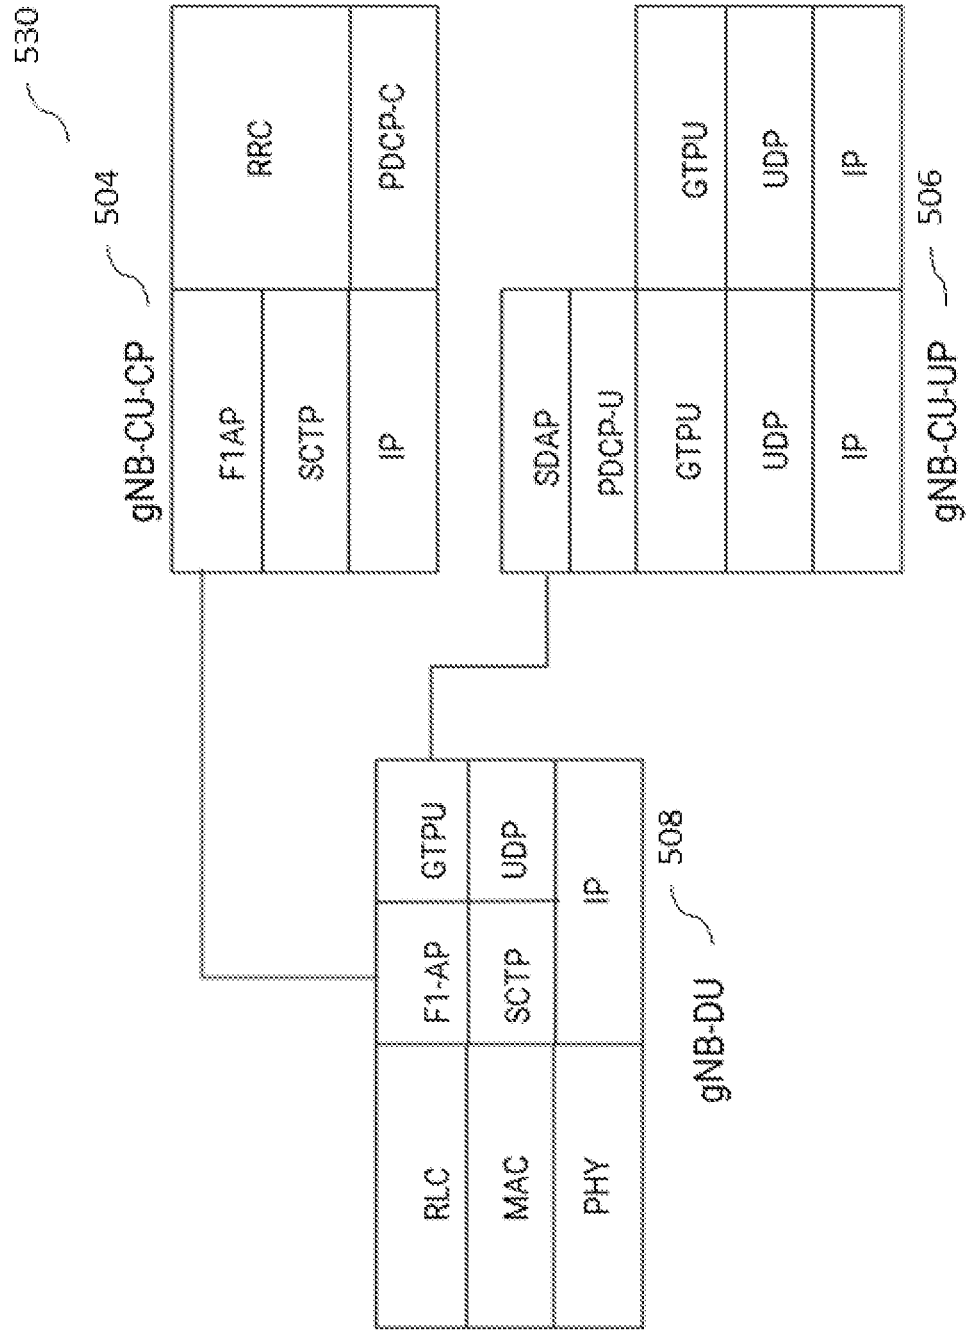 530
504
gNB-CU-CP
F1AP
RRC
SCTP
IP
PDCP-C
RLC
F1-AP
GTPU
MAC
SCTP
UDP
PHY
IP
508
gNB-DU
SDAP
PDCP-U
GTPU
GTPU
UDP
UDP
IP
IP
gNB-CU-UP
506